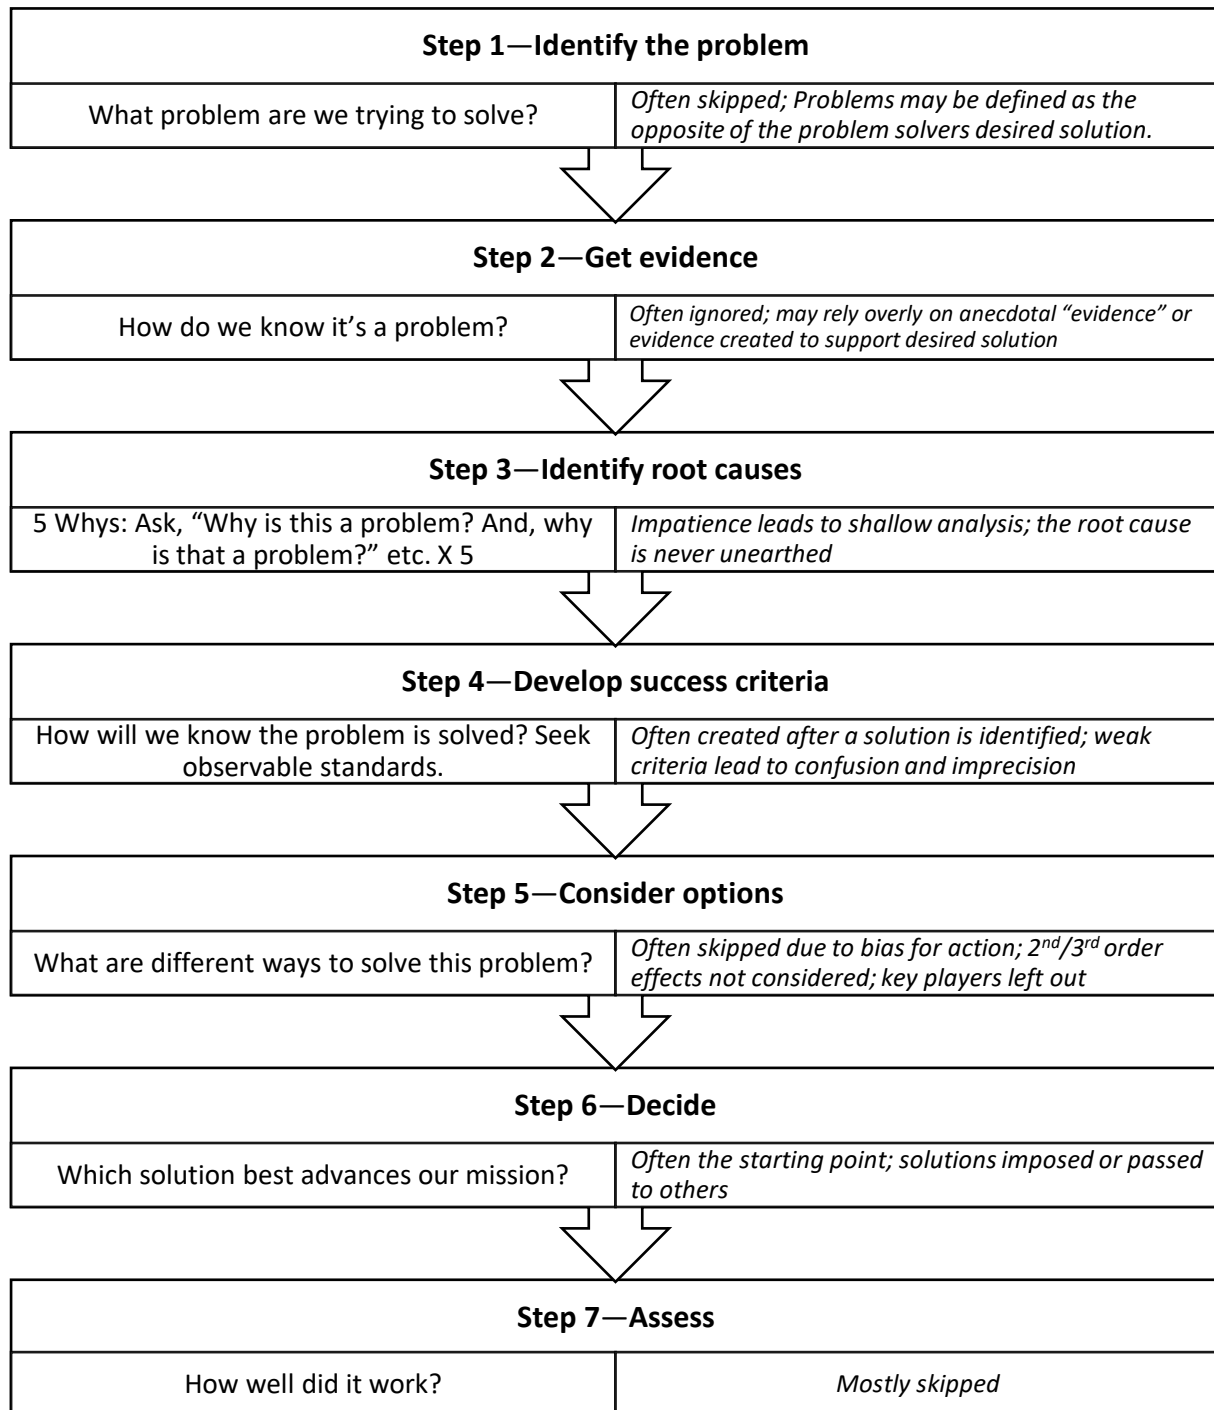 Step 1—Identify the problem
What problem are we trying to solve?
Often skipped; Problems may be defined as the
opposite of the problem solvers desired solution.
Step 2—Get evidence
How do we know it’s a problem?
Often ignored; may rely overly on anecdotal “evidence” or
evidence created to support desired solution
Step 3—Identify root causes
5 Whys: Ask, “Why is this a problem? And, why
is that a problem?” etc. X 5
Impatience leads to shallow analysis; the root cause
is never unearthed
Step 4—Develop success criteria
How will we know the problem is solved? Seek
observable standards.
Often created after a solution is identified; weak
criteria lead to confusion and imprecision
Step 5—Consider options
What are different ways to solve this problem?
Often skipped due to bias for action; 2nd/3rd order
effects not considered; key players left out
Step 6—Decide
Which solution best advances our mission?
Often the starting point; solutions imposed or passed
to others
Step 7—Assess
How well did it work?
Mostly skipped